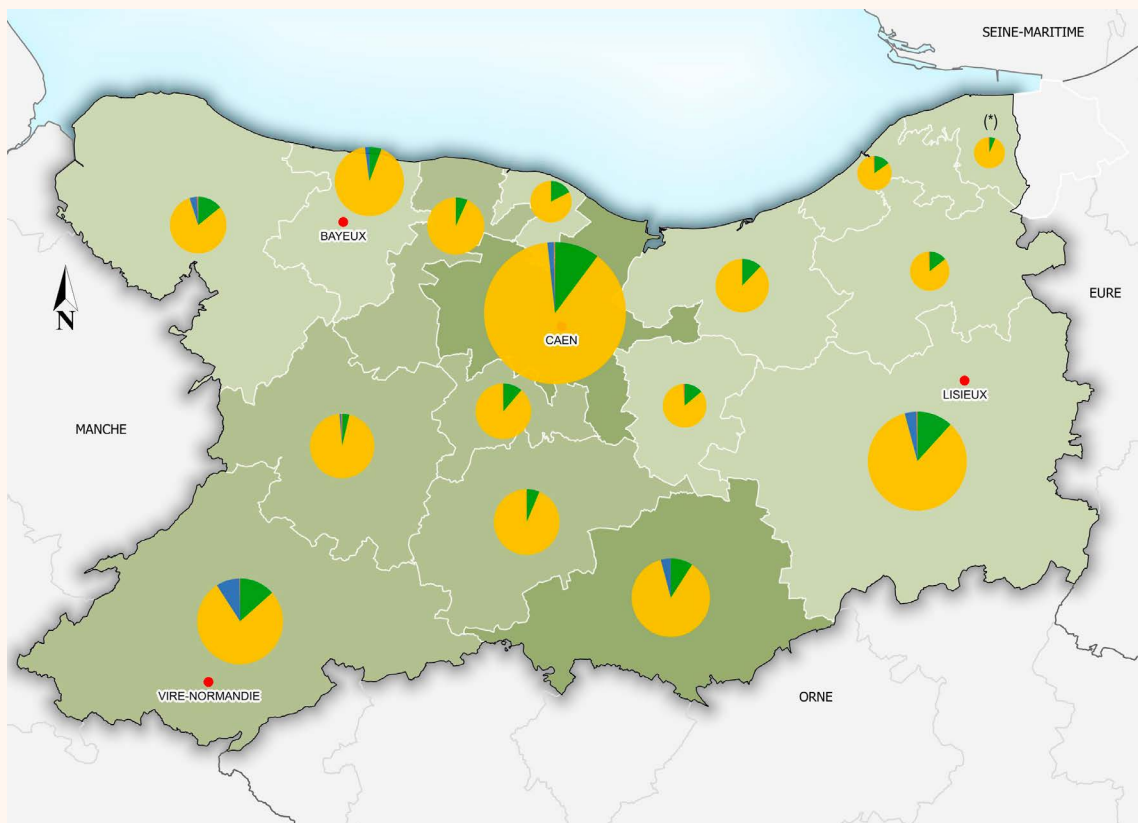 SEINE-MARITIME
(*)
BAYEUX
EURE
N
CAEN
LISIEUX
MANCHE
VIRE-NORMANDIE
ORNE